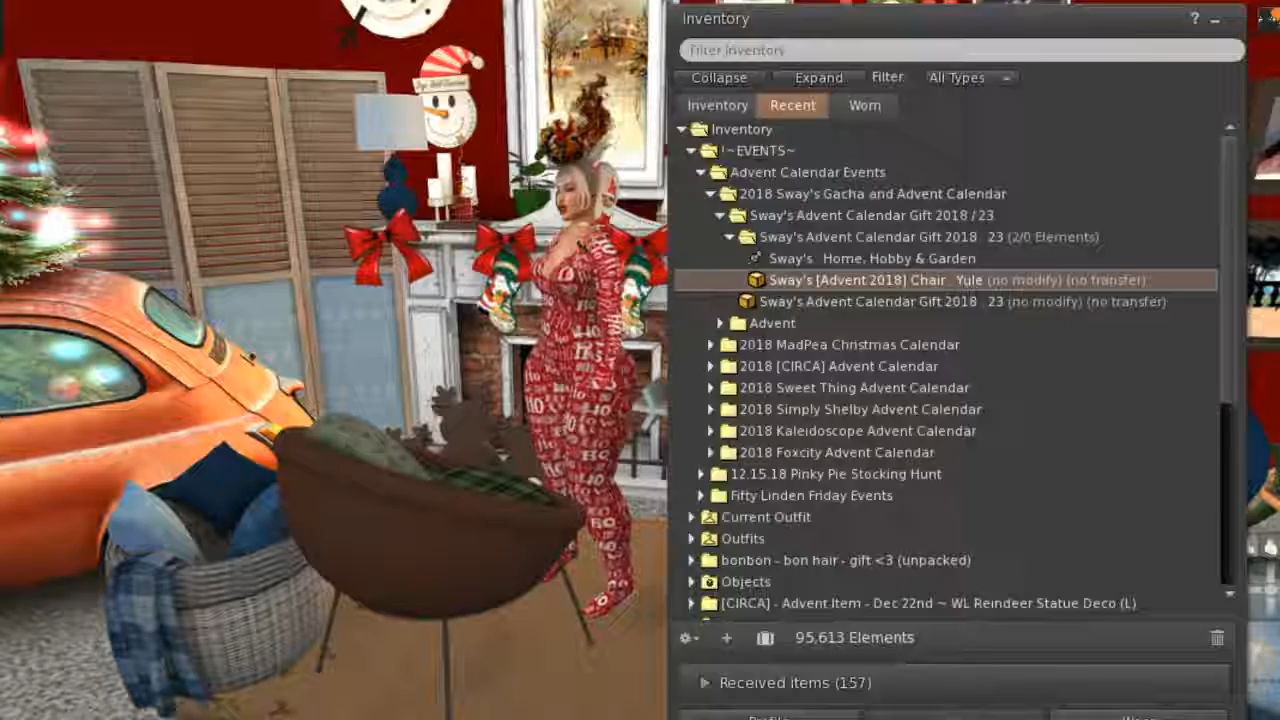 Inventory
? _
Filter Inventory
Collapse Expand Filter: All Types
Inventory Recent Worn
Inventory
!~EVENTS~
Advent Calendar Events
2018 Sway's Gacha and Advent Calendar
Sway's Advent Calendar Gift 2018 / 23
Sway's Advent Calendar Gift 2018 23 (2/0 Elements)
Sway's Home, Hobby & Garden
Sway's [Advent 2018] Chair . Yule (no modify) (no transfer)
Sway's Advent Calendar Gift 2018 23 (no modify) (no transfer)
Advent
2018 MadPea Christmas Calendar
2018 [CIRCA] Advent Calendar
2018 Sweet Thing Advent Calendar
2018 Simply Shelby Advent Calendar
2018 Kaleidoscope Advent Calendar
2018 Foxcity Advent Calendar
12.15.18 Pinky Pie Stocking Hunt
Fifty Linden Friday Events
Current Outfit
Outfits
bonbon - bon hair - gift <3 (unpacked)
Objects
[CIRCA] - Advent Item - Dec 22nd ~ WL Reindeer Statue Deco (L)
95,613 Elements
Received items (157)
HO HO HO